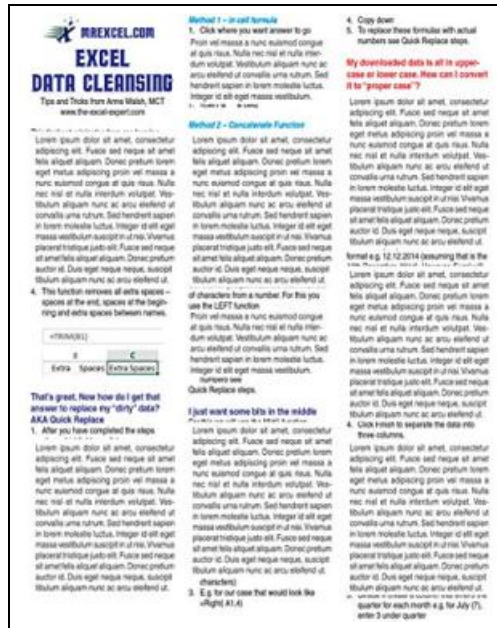 MREXCEL.COM
EXCEL
DATA CLEANSING
Tips and Tricks from Anne Walsh, MCT
www.the-excel-expert.com
Lorem ipsum dolor sit amet, consectetur
adipiscing elit. Fusce sed neque sit amet
felis aliquet aliquam. Donec pretium lorem
eget metus adipiscing proin vel massa a
nunc euismod congue at quis risus. Nulla
nec nisl et nulla interdum volutpat. Ves-
tibulum aliquam nunc ac arcu eleifend ut
convallis urna rutrum. Sed hendrerit sapien
in lorem molestie luctus. Integer id elit eget
massa vestibulum suscipit in ut nisi. Vivamus
placerat tristique justo elit. Fusce sed neque
sit amet felis aliquet aliquam. Donec pretium
auctor id. Duis eget neque neque, suscipit
tibulum aliquam nunc ac arcu eleifend ut.
4. This function removes all extra spaces –
spaces at the end, spaces at the begin-
ning and extra spaces between names.
=TRIM(B1)
B C
Extra Spaces Extra Spaces
That's great. Now how do I get that
answer to replace my "dirty" data?
AKA Quick Replace
1. After you have completed the steps
Lorem ipsum dolor sit amet, consectetur
adipiscing elit. Fusce sed neque sit amet
felis aliquet aliquam. Donec pretium lorem
eget metus adipiscing proin vel massa a
nunc euismod congue at quis risus. Nulla
nec nisl et nulla interdum volutpat. Ves-
tibulum aliquam nunc ac arcu eleifend ut
convallis urna rutrum. Sed hendrerit sapien
in lorem molestie luctus. Integer id elit eget
massa vestibulum suscipit in ut nisi. Vivamus
placerat tristique justo elit. Fusce sed neque
sit amet felis aliquet aliquam. Donec pretium
auctor id. Duis eget neque neque, suscipit
tibulum aliquam nunc ac arcu eleifend ut.
Method 1 – in cell formula
1. Click where you want answer to go
Proin vel massa a nunc euismod congue
at quis risus. Nulla nec nisl et nulla inter-
dum volutpat. Vestibulum aliquam nunc ac
arcu eleifend ut convallis urna rutrum. Sed
hendrerit sapien in lorem molestie luctus.
Integer id elit eget massa vestibulum.
Method 2 – Concatenate Function
Lorem ipsum dolor sit amet, consectetur
adipiscing elit. Fusce sed neque sit amet
felis aliquet aliquam. Donec pretium lorem
eget metus adipiscing proin vel massa a
nunc euismod congue at quis risus. Nulla
nec nisl et nulla interdum volutpat. Ves-
tibulum aliquam nunc ac arcu eleifend ut
convallis urna rutrum. Sed hendrerit sapien
in lorem molestie luctus. Integer id elit eget
massa vestibulum suscipit in ut nisi. Vivamus
placerat tristique justo elit. Fusce sed neque
sit amet felis aliquet aliquam. Donec pretium
auctor id. Duis eget neque neque, suscipit
tibulum aliquam nunc ac arcu eleifend ut.
of characters from a number. For this you
use the LEFT function
Proin vel massa a nunc euismod congue
at quis risus. Nulla nec nisl et nulla inter-
dum volutpat. Vestibulum aliquam nunc ac
arcu eleifend ut convallis urna rutrum. Sed
hendrerit sapien in lorem molestie luctus.
Integer id elit eget massa vestibulum.
numbers see
Quick Replace steps.
I just want some bits in the middle
Lorem ipsum dolor sit amet, consectetur
adipiscing elit. Fusce sed neque sit amet
felis aliquet aliquam. Donec pretium lorem
eget metus adipiscing proin vel massa a
nunc euismod congue at quis risus. Nulla
nec nisl et nulla interdum volutpat. Ves-
tibulum aliquam nunc ac arcu eleifend ut
convallis urna rutrum. Sed hendrerit sapien
in lorem molestie luctus. Integer id elit eget
massa vestibulum suscipit in ut nisi. Vivamus
placerat tristique justo elit. Fusce sed neque
sit amet felis aliquet aliquam. Donec pretium
auctor id. Duis eget neque neque, suscipit
tibulum aliquam nunc ac arcu eleifend ut.
characters)
3. E.g. for our case that would look like
=Right( A1,4)
4. Copy down
5. To replace these formulas with actual
numbers see Quick Replace steps.
My downloaded data is all in upper-
case or lower case. How can I convert
it to "proper case"?
Lorem ipsum dolor sit amet, consectetur
adipiscing elit. Fusce sed neque sit amet
felis aliquet aliquam. Donec pretium lorem
eget metus adipiscing proin vel massa a
nunc euismod congue at quis risus. Nulla
nec nisl et nulla interdum volutpat. Ves-
tibulum aliquam nunc ac arcu eleifend ut
convallis urna rutrum. Sed hendrerit sapien
in lorem molestie luctus. Integer id elit eget
massa vestibulum suscipit in ut nisi. Vivamus
placerat tristique justo elit. Fusce sed neque
sit amet felis aliquet aliquam. Donec pretium
auctor id. Duis eget neque neque, suscipit
tibulum aliquam nunc ac arcu eleifend ut.
format e.g. 12.12.2014 (assuming that is the
Lorem ipsum dolor sit amet, consectetur
adipiscing elit. Fusce sed neque sit amet
felis aliquet aliquam. Donec pretium lorem
eget metus adipiscing proin vel massa a
nunc euismod congue at quis risus. Nulla
nec nisl et nulla interdum volutpat. Ves-
tibulum aliquam nunc ac arcu eleifend ut
convallis urna rutrum. Sed hendrerit sapien
in lorem molestie luctus. Integer id elit eget
massa vestibulum suscipit in ut nisi. Vivamus
placerat tristique justo elit. Fusce sed neque
sit amet felis aliquet aliquam. Donec pretium
auctor id. Duis eget neque neque, suscipit
tibulum aliquam nunc ac arcu eleifend ut.
4. Click Finish to separate the data into
three columns.
Lorem ipsum dolor sit amet, consectetur
adipiscing elit. Fusce sed neque sit amet
felis aliquet aliquam. Donec pretium lorem
eget metus adipiscing proin vel massa a
nunc euismod congue at quis risus. Nulla
nec nisl et nulla interdum volutpat. Ves-
tibulum aliquam nunc ac arcu eleifend ut
convallis urna rutrum. Sed hendrerit sapien
in lorem molestie luctus. Integer id elit eget
massa vestibulum suscipit in ut nisi. Vivamus
placerat tristique justo elit. Fusce sed neque
sit amet felis aliquet aliquam. Donec pretium
auctor id. Duis eget neque neque, suscipit
tibulum aliquam nunc ac arcu eleifend ut.
quarter for each month e.g. for July (7),
enter 3 under quarter